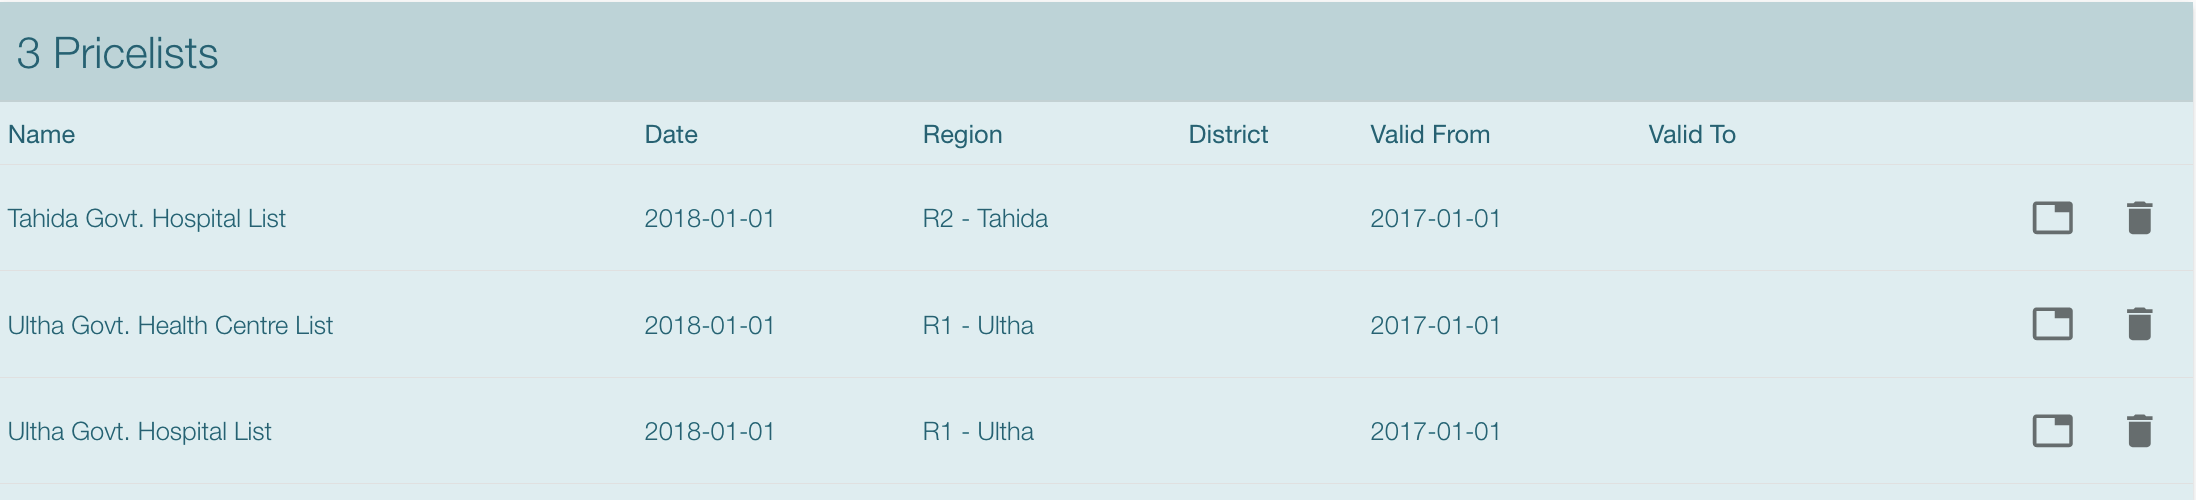 3 Pricelists
Name Date Region District Valid From Valid To
Tahida Govt. Hospital List 2018-01-01 R2 - Tahida 2017-01-01
Ultha Govt. Health Centre List 2018-01-01 R1 - Ultha 2017-01-01
Ultha Govt. Hospital List 2018-01-01 R1 - Ultha 2017-01-01